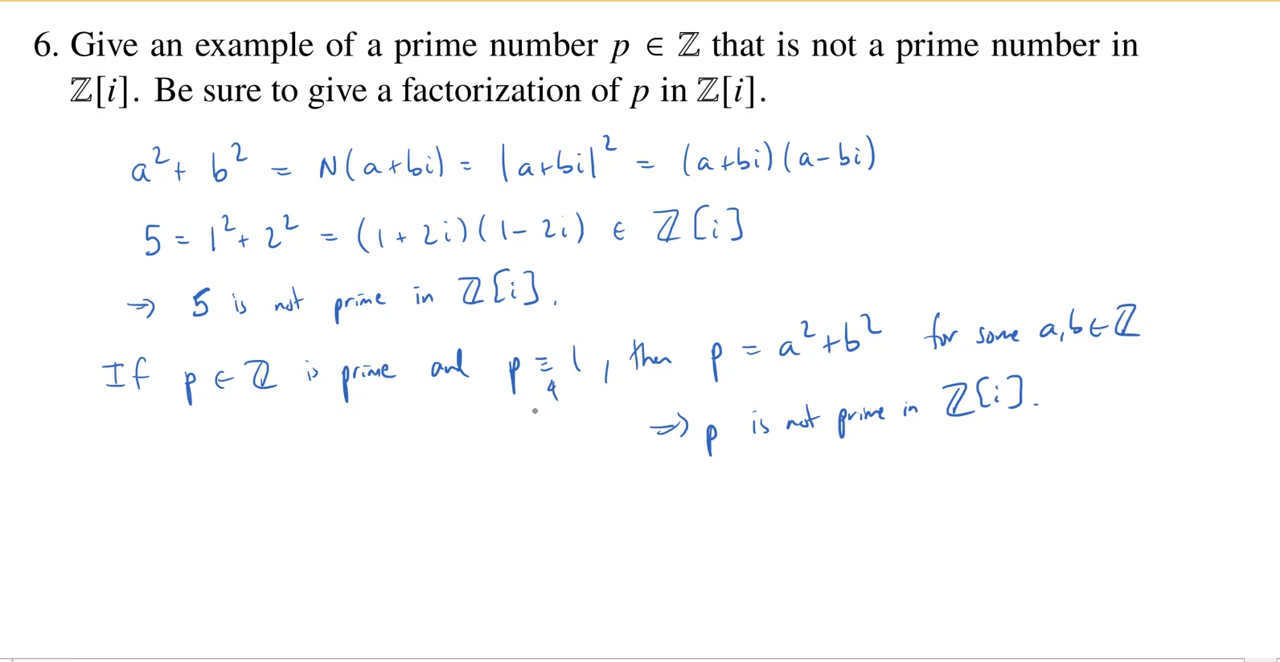 6. Give an example of a prime number p ∈ ℤ that is not a prime number in
ℤ[i]. Be sure to give a factorization of p in ℤ[i].
a² + b² = N(a+bi) = |a+bi|² = (a+bi)(a-bi)
5 = 1² + 2² = (1 + 2i)(1 - 2i) ∈ ℤ[i]
⇒ 5 is not prime in ℤ[i].
If p ∈ ℤ is prime and p ≡₄ 1, then p = a² + b² for some a, b ∈ ℤ
⇒ p is not prime in ℤ[i].